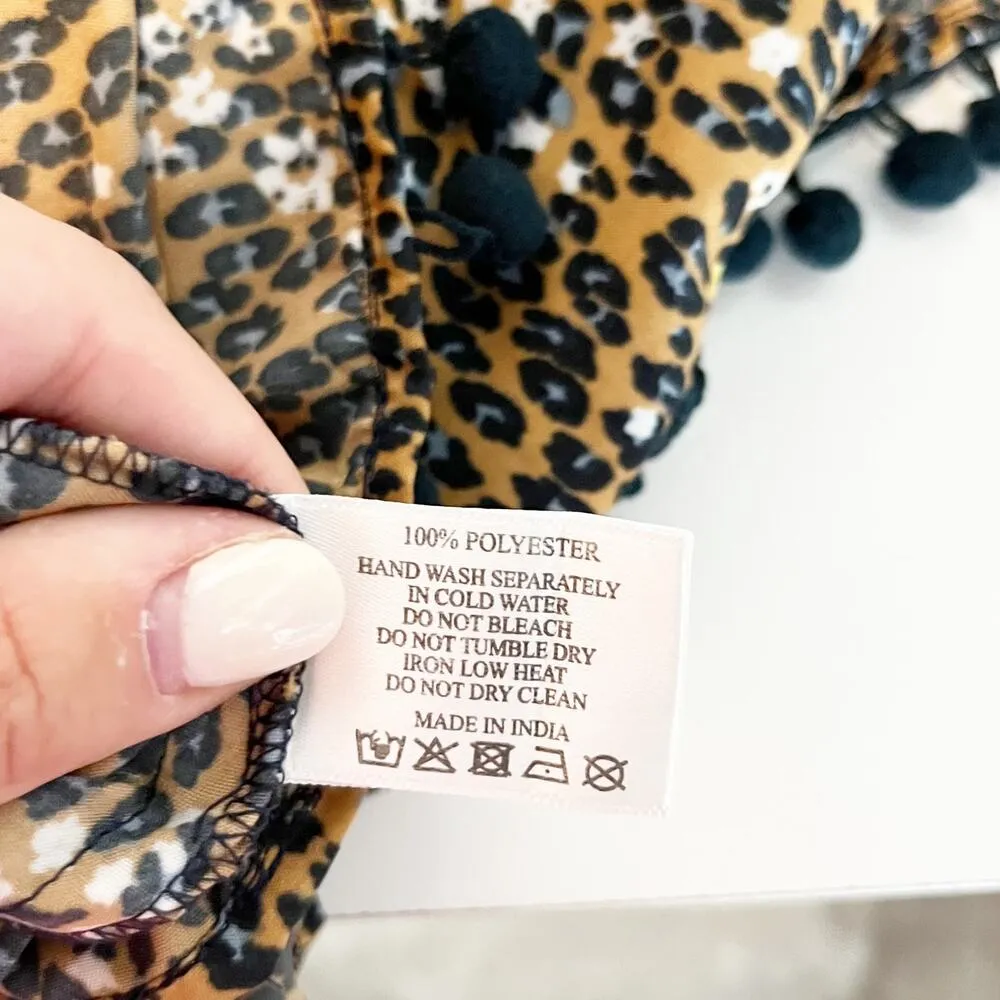 100% POLYESTER
HAND WASH SEPARATELY
IN COLD WATER
DO NOT BLEACH
DO NOT TUMBLE DRY
IRON LOW HEAT
DO NOT DRY CLEAN
MADE IN INDIA